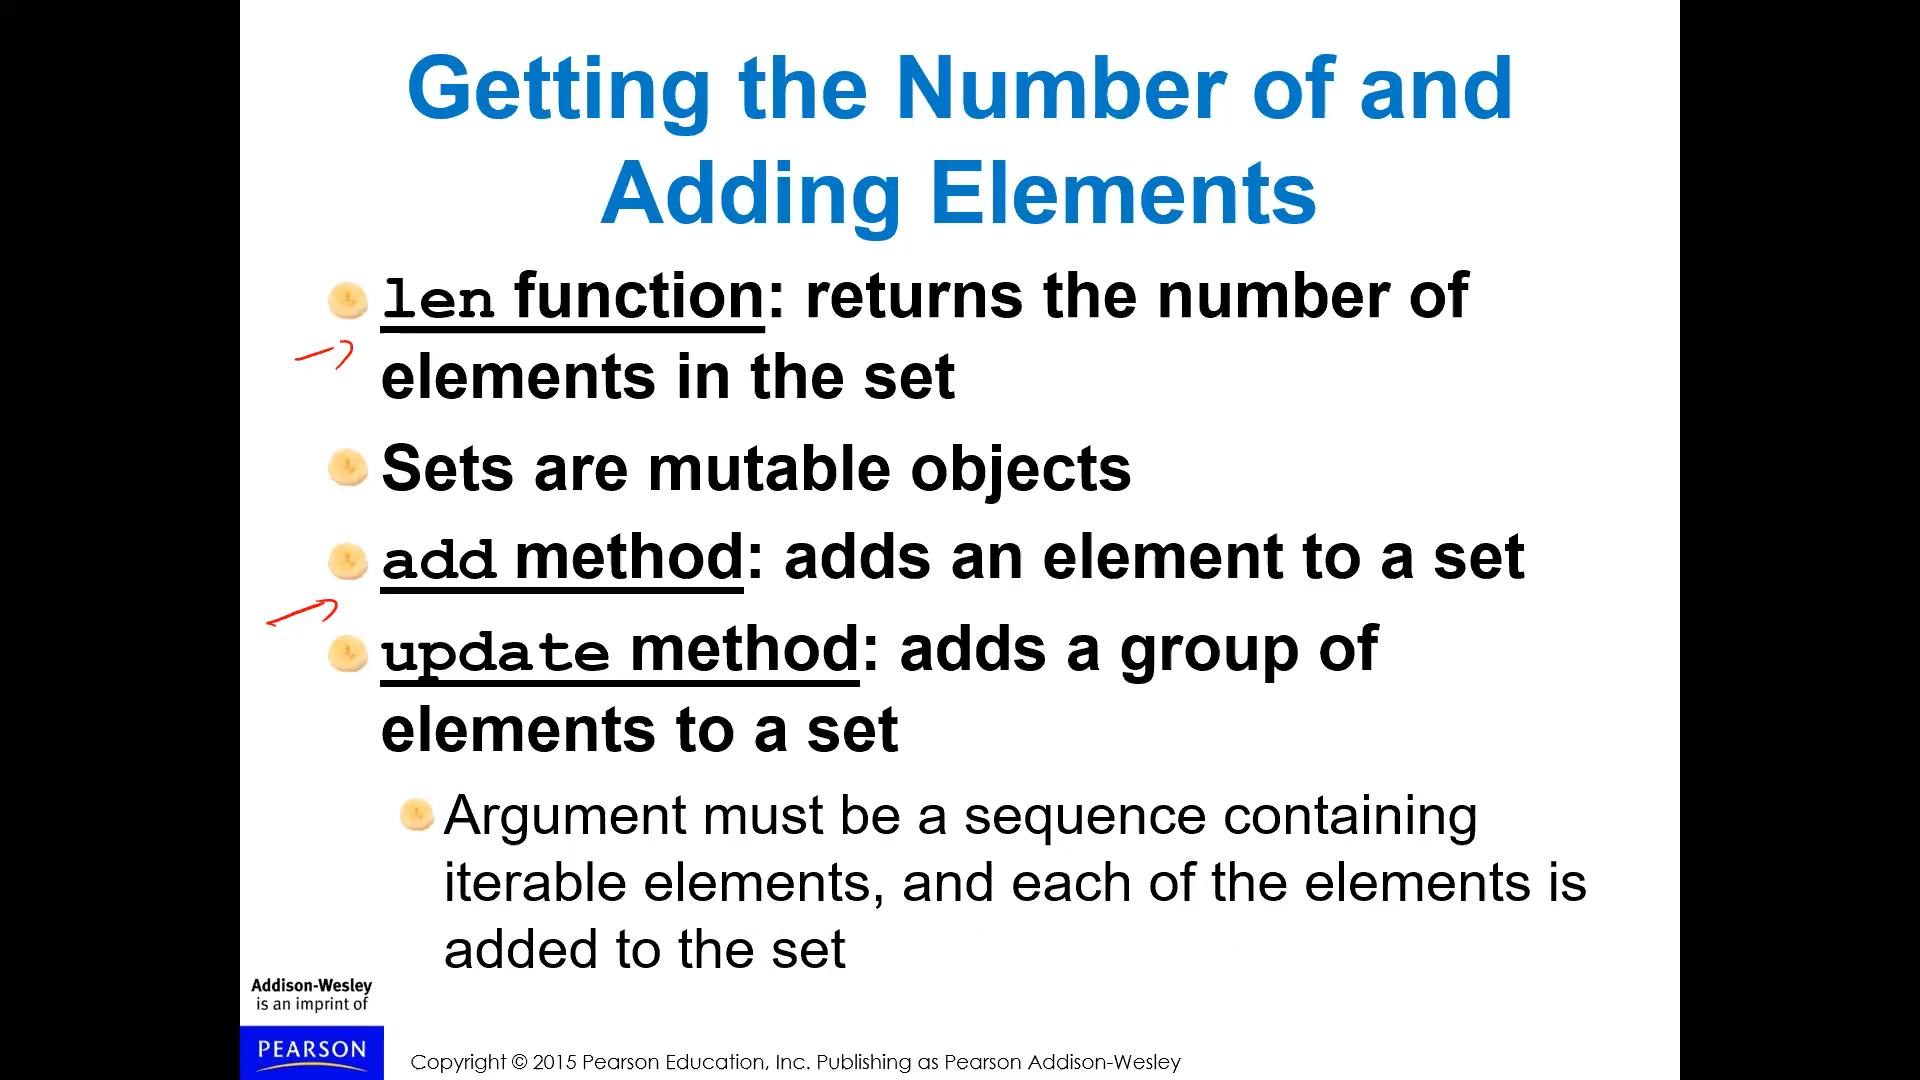 Getting the Number of and
Adding Elements
len function: returns the number of
elements in the set
Sets are mutable objects
add method: adds an element to a set
update method: adds a group of
elements to a set
Argument must be a sequence containing
iterable elements, and each of the elements is
added to the set
Addison-Wesley
is an imprint of
PEARSON
Copyright © 2015 Pearson Education, Inc. Publishing as Pearson Addison-Wesley